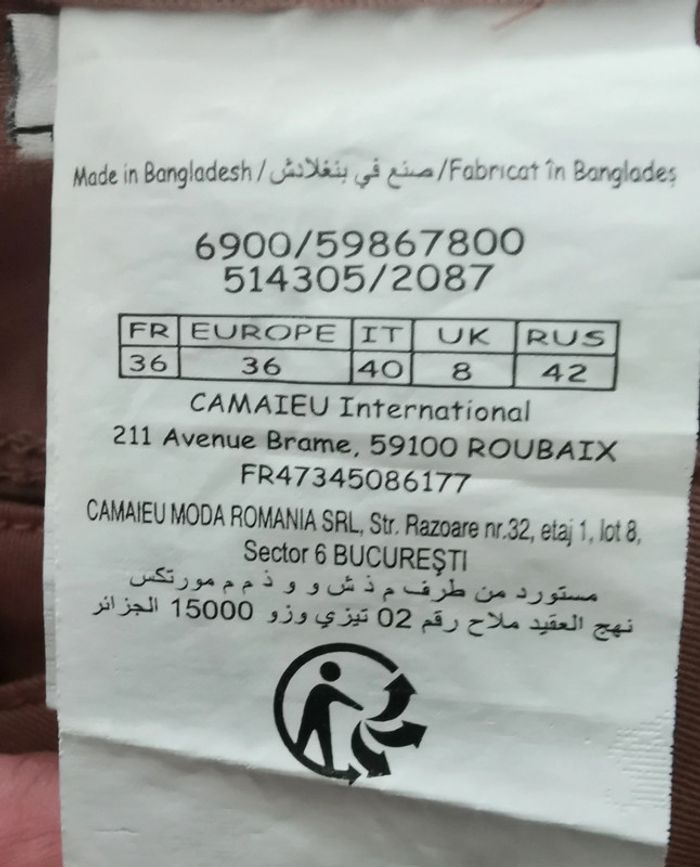 Made in Bangladesh / صنع في بنغلادش /Fabricat în Bangladeș
6900/59867800
514305/2087
FR EUROPE IT UK RUS
36 36 40 8 42
CAMAIEU International
211 Avenue Brame, 59100 ROUBAIX
FR47345086177
CAMAIEU MODA ROMANIA SRL, Str. Razoare nr.32, etaj 1, lot 8,
Sector 6 BUCUREȘTI
مستورد من طرف م ذ ش و و ذ م م مورتكس
نهج العقيد ملاح رقم 02 تيزي وزو 15000 الجزائر